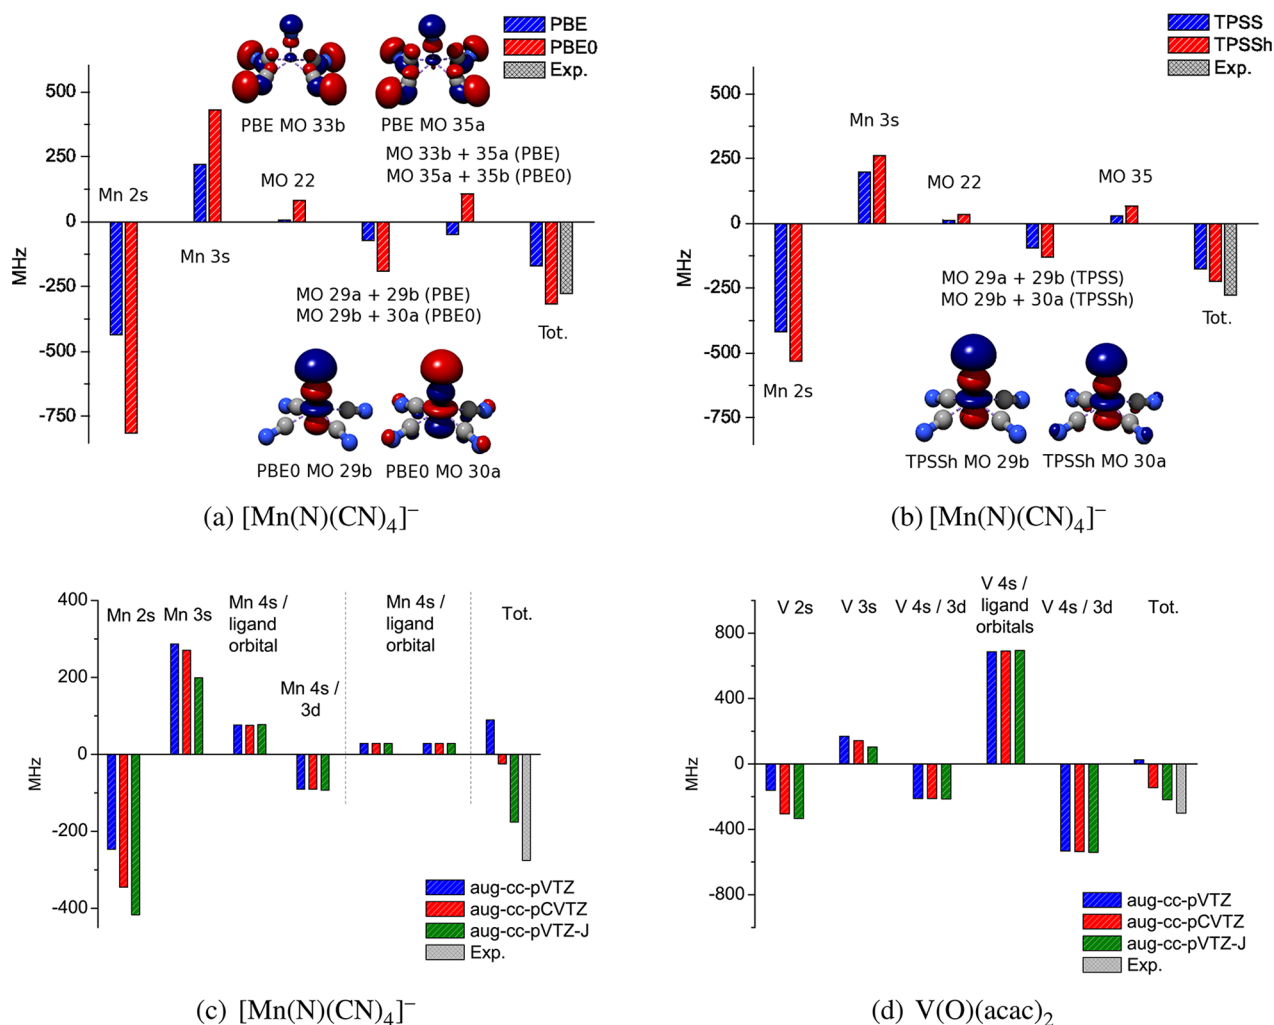 PBE
PBE0
Exp.
500
250
0
-250
-500
-750
MHz
Mn 2s
Mn 3s
PBE MO 33b
PBE MO 35a
MO 33b + 35a (PBE)
MO 35a + 35b (PBE0)
MO 22
MO 29a + 29b (PBE)
MO 29b + 30a (PBE0)
Tot.
PBE0 MO 29b
PBE0 MO 30a
(a) [Mn(N)(CN)₄]⁻
TPSS
TPSSh
Exp.
500
250
0
-250
-500
-750
MHz
Mn 3s
MO 22
MO 35
Mn 2s
MO 29a + 29b (TPSS)
MO 29b + 30a (TPSSh)
Tot.
TPSSh MO 29b
TPSSh MO 30a
(b) [Mn(N)(CN)₄]⁻
400
200
0
-200
-400
MHz
Mn 2s
Mn 3s
Mn 4s /
ligand
orbital
Mn 4s /
3d
Mn 4s /
ligand
orbital
Tot.
aug-cc-pVTZ
aug-cc-pCVTZ
aug-cc-pVTZ-J
Exp.
(c) [Mn(N)(CN)₄]⁻
800
400
0
-400
-800
MHz
V 2s
V 3s
V 4s / 3d
V 4s /
ligand
orbitals
V 4s / 3d
Tot.
aug-cc-pVTZ
aug-cc-pCVTZ
aug-cc-pVTZ-J
Exp.
(d) V(O)(acac)₂